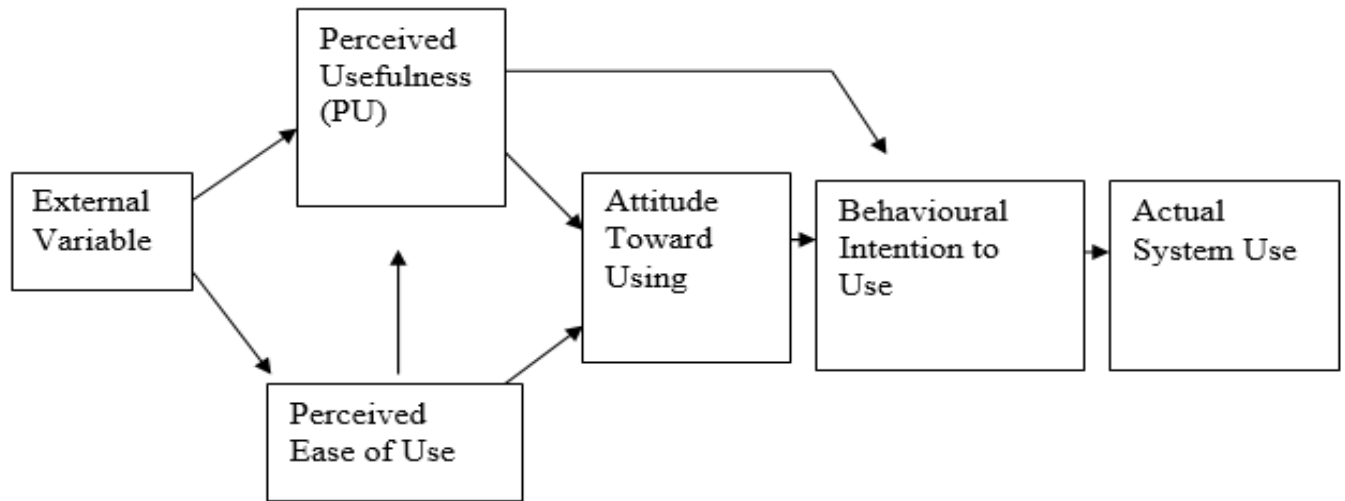 Perceived
Usefulness
(PU)
External
Variable
Attitude
Toward
Using
Behavioural
Intention to
Use
Actual
System Use
Perceived
Ease of Use